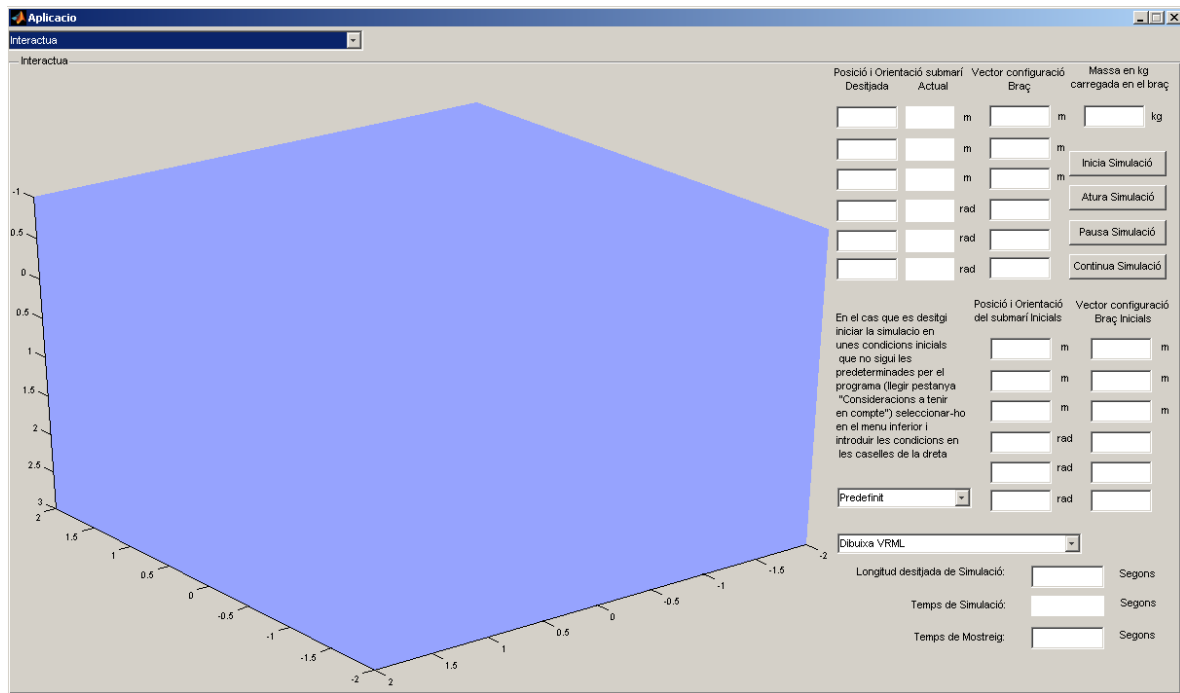 Aplicacio
Interactua
Interactua
Posició i Orientació submarí
Desitjada Actual
Vector configuració
Braç
Massa en kg
carregada en el braç
m m kg
m m
m m
rad
rad
rad
Inicia Simulació
Atura Simulació
Pausa Simulació
Continua Simulació
-1
0.5
0
0.5
1
1.5
2
2.5
3
2
1.5
1
0.5
0
-0.5
-1
-1.5
-2
2
1.5
1
0.5
0
-0.5
-1
-1.5
-2
En el cas que es desitgi
iniciar la simulacio en
unes condicions inicials
que no sigui les
predeterminades per el
programa (llegir pestanya
"Consideracions a tenir
en compte") seleccionar-ho
en el menu inferior i
introduir les condicions en
les caselles de la dreta
Predefinit
Posició i Orientació
del submarí Inicials
Vector configuració
Braç Inicials
m m
m m
m m
rad
rad
rad
Dibuixa VRML
Longitud desitjada de Simulació: Segons
Temps de Simulació: Segons
Temps de Mostreig: Segons